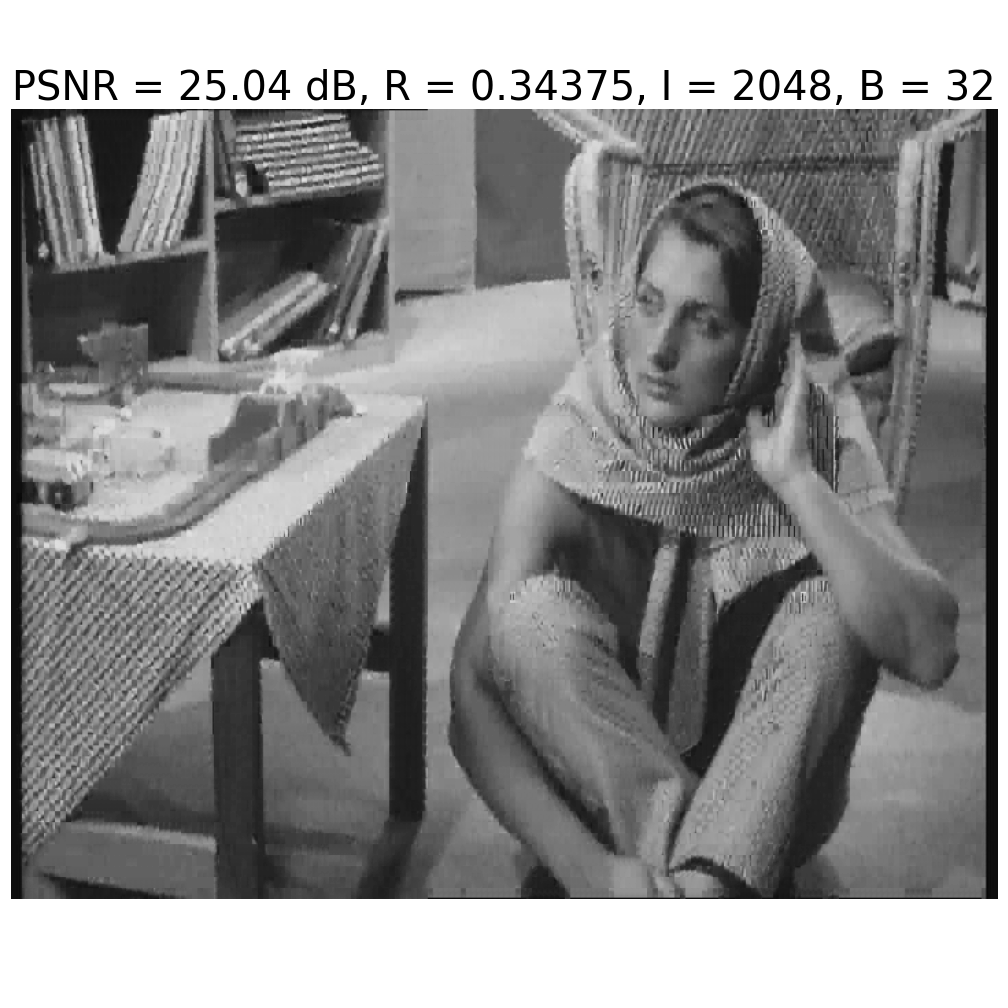 PSNR = 25.04 dB, R = 0.34375, I = 2048, B = 32